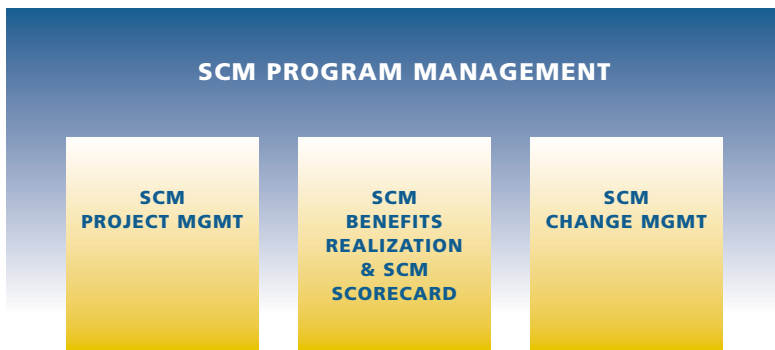 SCM PROGRAM MANAGEMENT
SCM
PROJECT MGMT
SCM
BENEFITS
REALIZATION
& SCM
SCORECARD
SCM
CHANGE MGMT